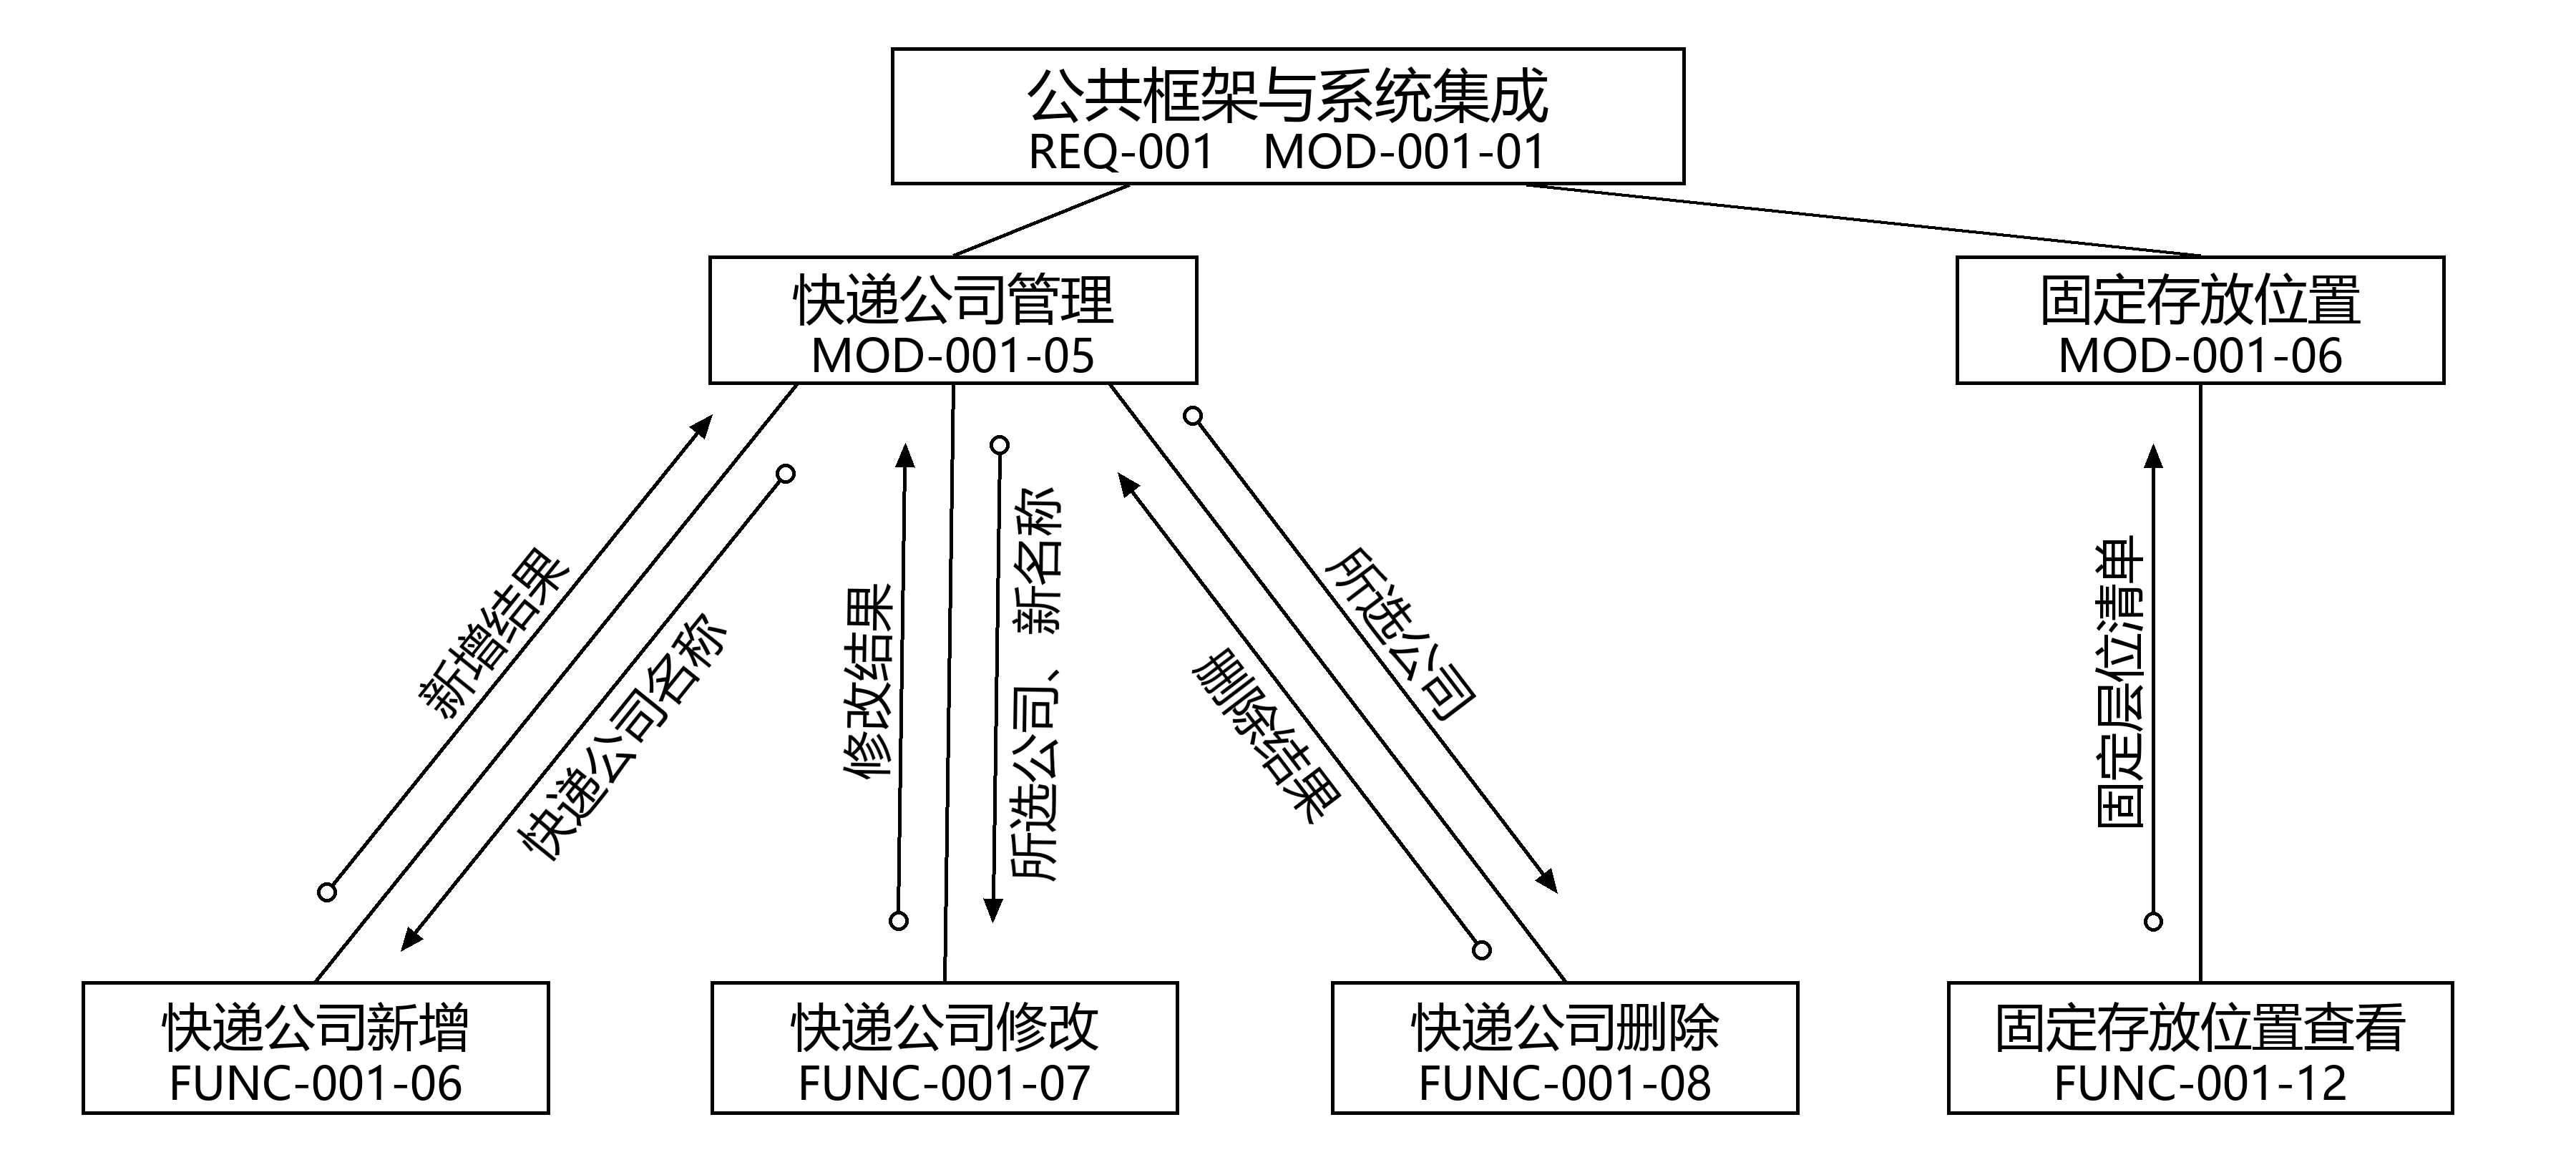 公共框架与系统集成
REQ-001 MOD-001-01
快递公司管理
MOD-001-05
固定存放位置
MOD-001-06
新增结果
快递公司名称
修改结果
所选公司、新名称
删除结果
所选公司
固定层位清单
快递公司新增
FUNC-001-06
快递公司修改
FUNC-001-07
快递公司删除
FUNC-001-08
固定存放位置查看
FUNC-001-12